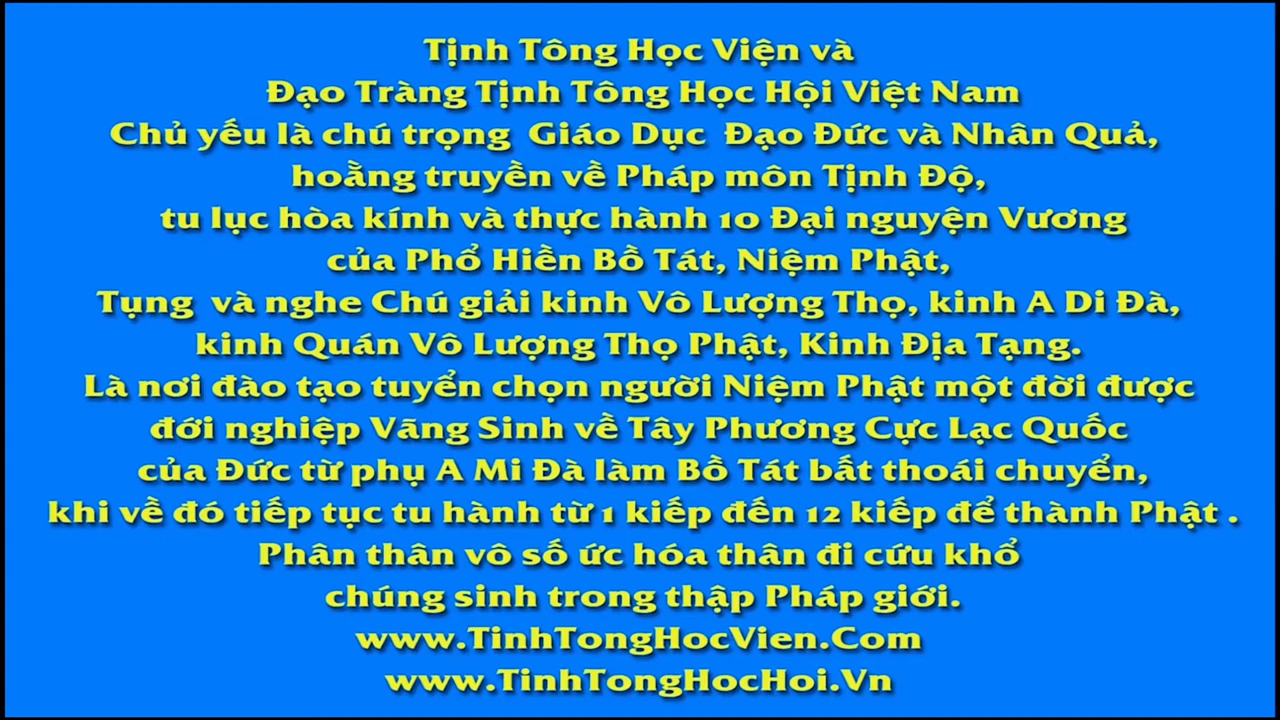 Tịnh Tông Học Viện và
Đạo Tràng Tịnh Tông Học Hội Việt Nam
Chủ yếu là chú trọng Giáo Dục Đạo Đức và Nhân Quả,
hoằng truyền về Pháp môn Tịnh Độ,
tu lục hòa kính và thực hành 10 Đại nguyện Vương
của Phổ Hiền Bồ Tát, Niệm Phật,
Tụng và nghe Chú giải kinh Vô Lượng Thọ, kinh A Di Đà,
kinh Quán Vô Lượng Thọ Phật, Kinh Địa Tạng.
Là nơi đào tạo tuyển chọn người Niệm Phật một đời được
đới nghiệp Vãng Sinh về Tây Phương Cực Lạc Quốc
của Đức từ phụ A Mi Đà làm Bồ Tát bất thoái chuyển,
khi về đó tiếp tục tu hành từ 1 kiếp đến 12 kiếp để thành Phật .
Phân thân vô số ức hóa thân đi cứu khổ
chúng sinh trong thập Pháp giới.
www.TinhTongHocVien.Com
www.TinhTongHocHoi.Vn